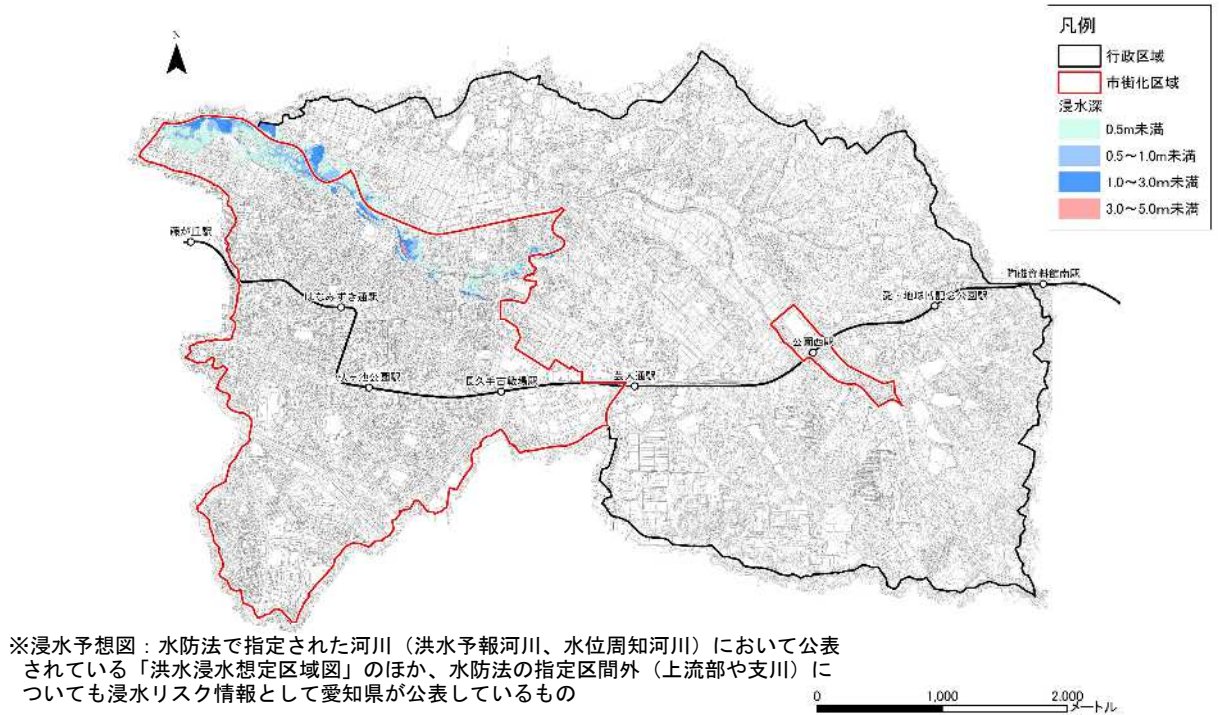 N
凡例
行政区域
市街化区域
浸水深
0.5m未満
0.5～1.0m未満
1.0～3.0m未満
3.0～5.0m未満
藤が丘駅
はなみずき通駅
杁ヶ池公園駅
長久手古戦場駅
芸大通駅
公園西駅
愛・地球博記念公園駅
陶磁資料館南駅
※浸水予想図：水防法で指定された河川（洪水予報河川、水位周知河川）において公表
されている「洪水浸水想定区域図」のほか、水防法の指定区間外（上流部や支川）に
ついても浸水リスク情報として愛知県が公表しているもの
0 1,000 2,000
メートル